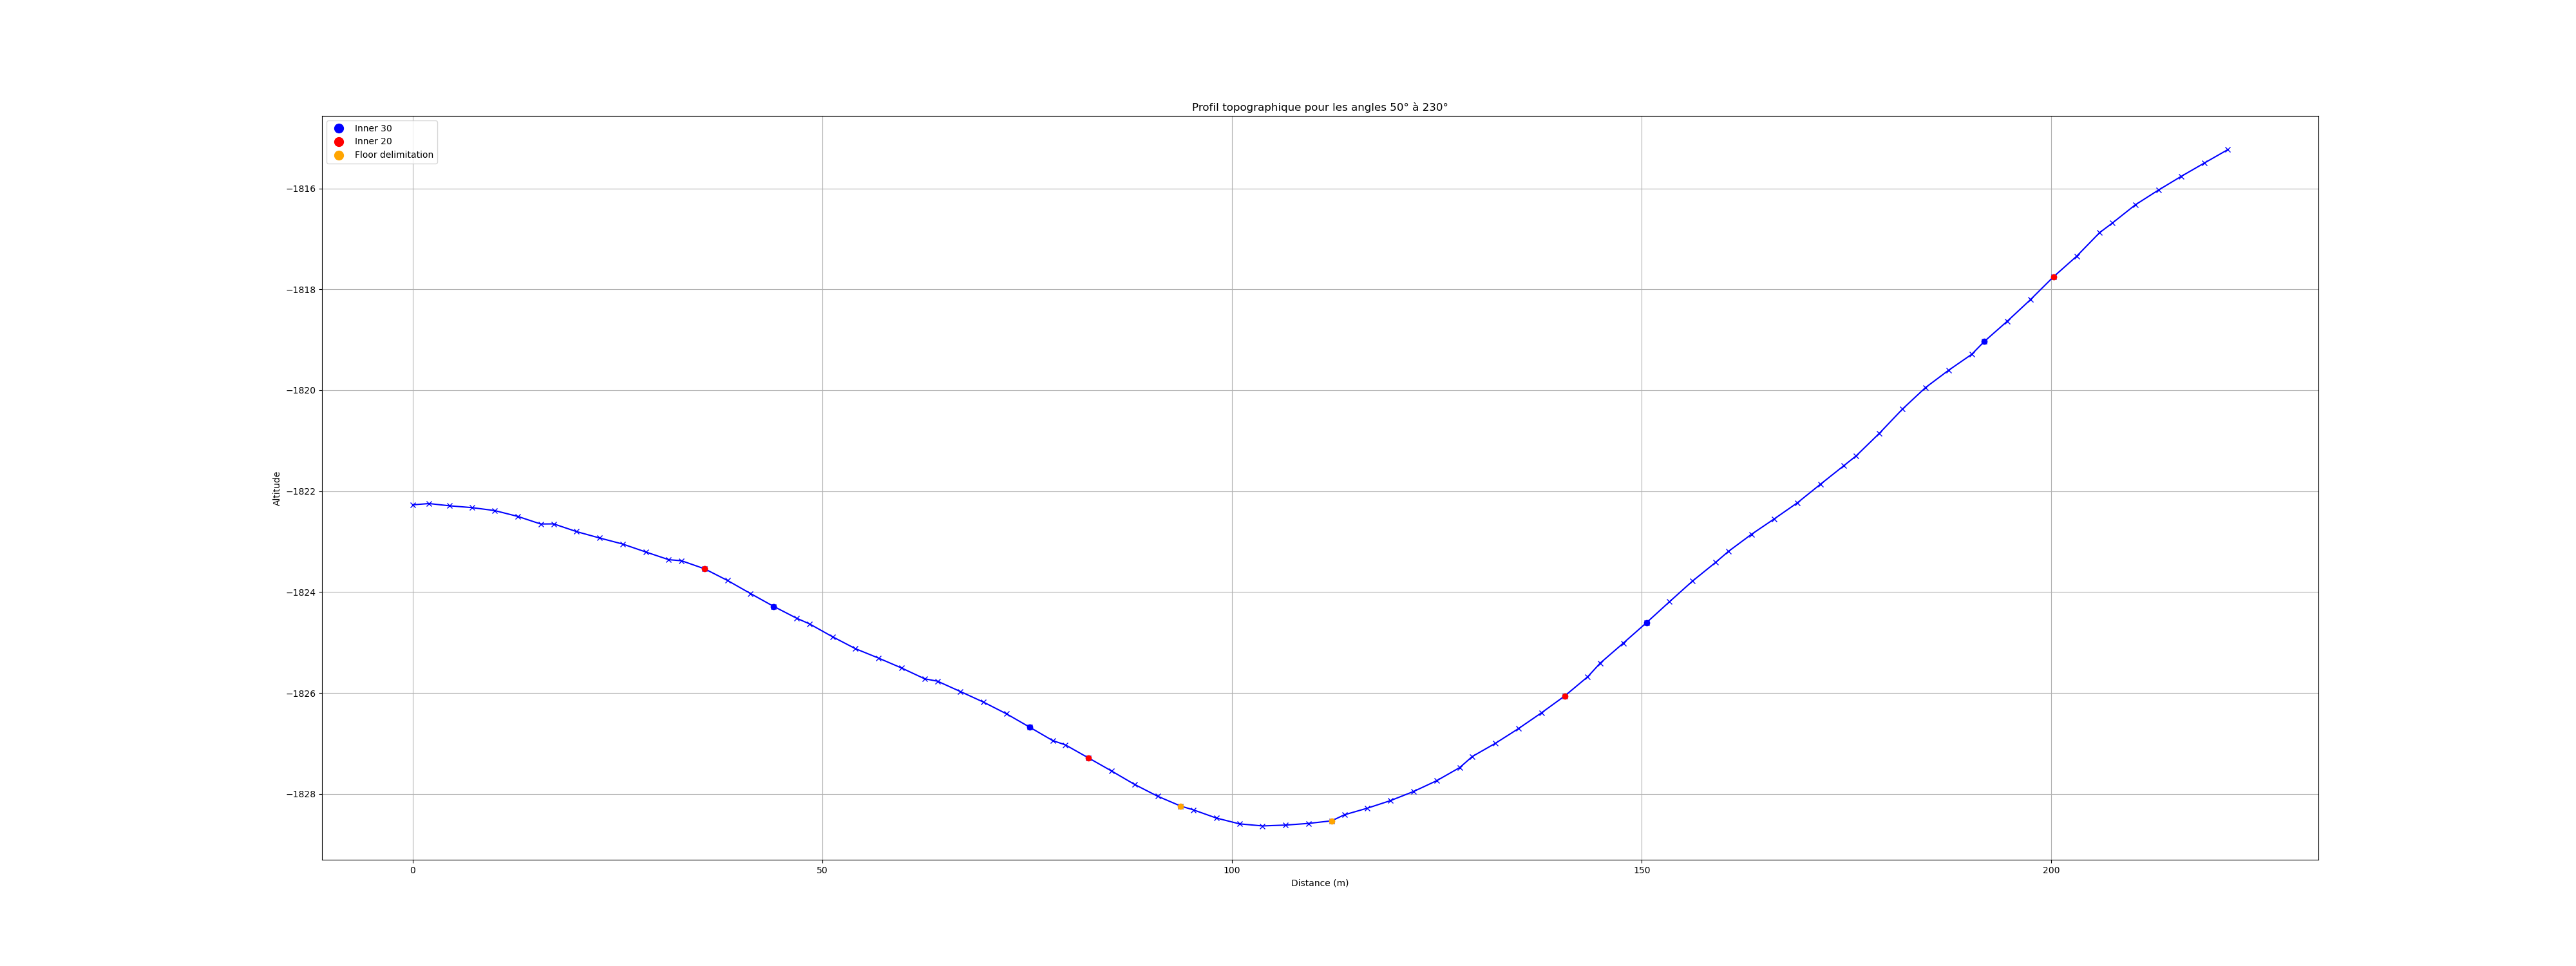 Profil topographique pour les angles 50° à 230°
Inner 30
Inner 20
Floor delimitation
−1816
−1818
−1820
−1822
−1824
−1826
−1828
Altitude
0 50 100 150 200
Distance (m)